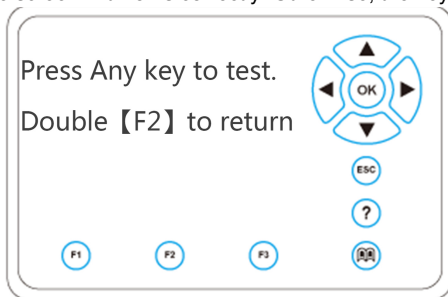 Press Any key to test.
Double【F2】to return
OK
ESC
?
F1 F2 F3